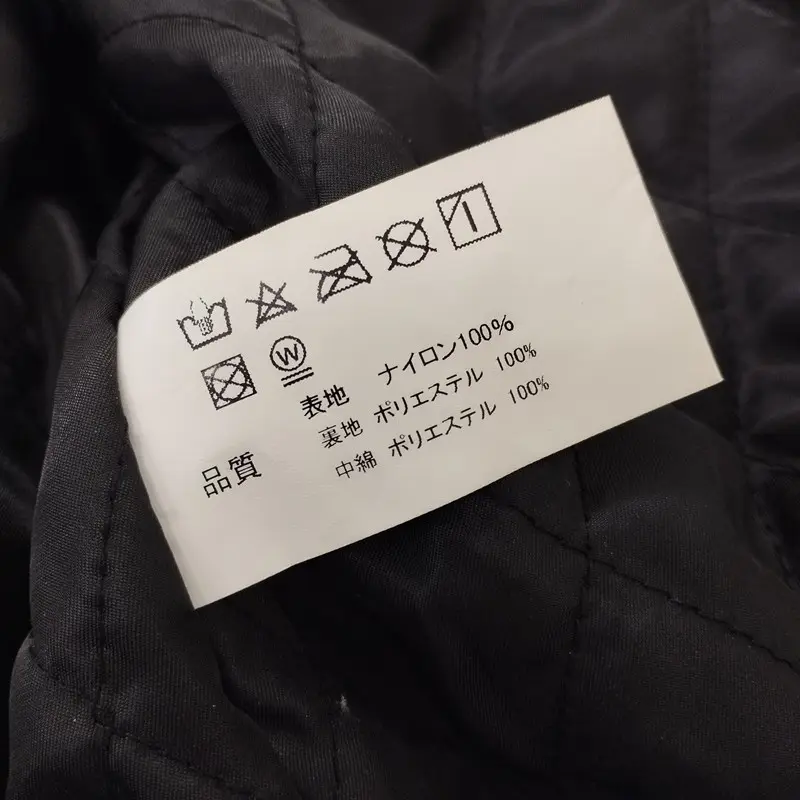 W
表地 ナイロン100%
裏地 ポリエステル 100%
品質
中綿 ポリエステル 100%